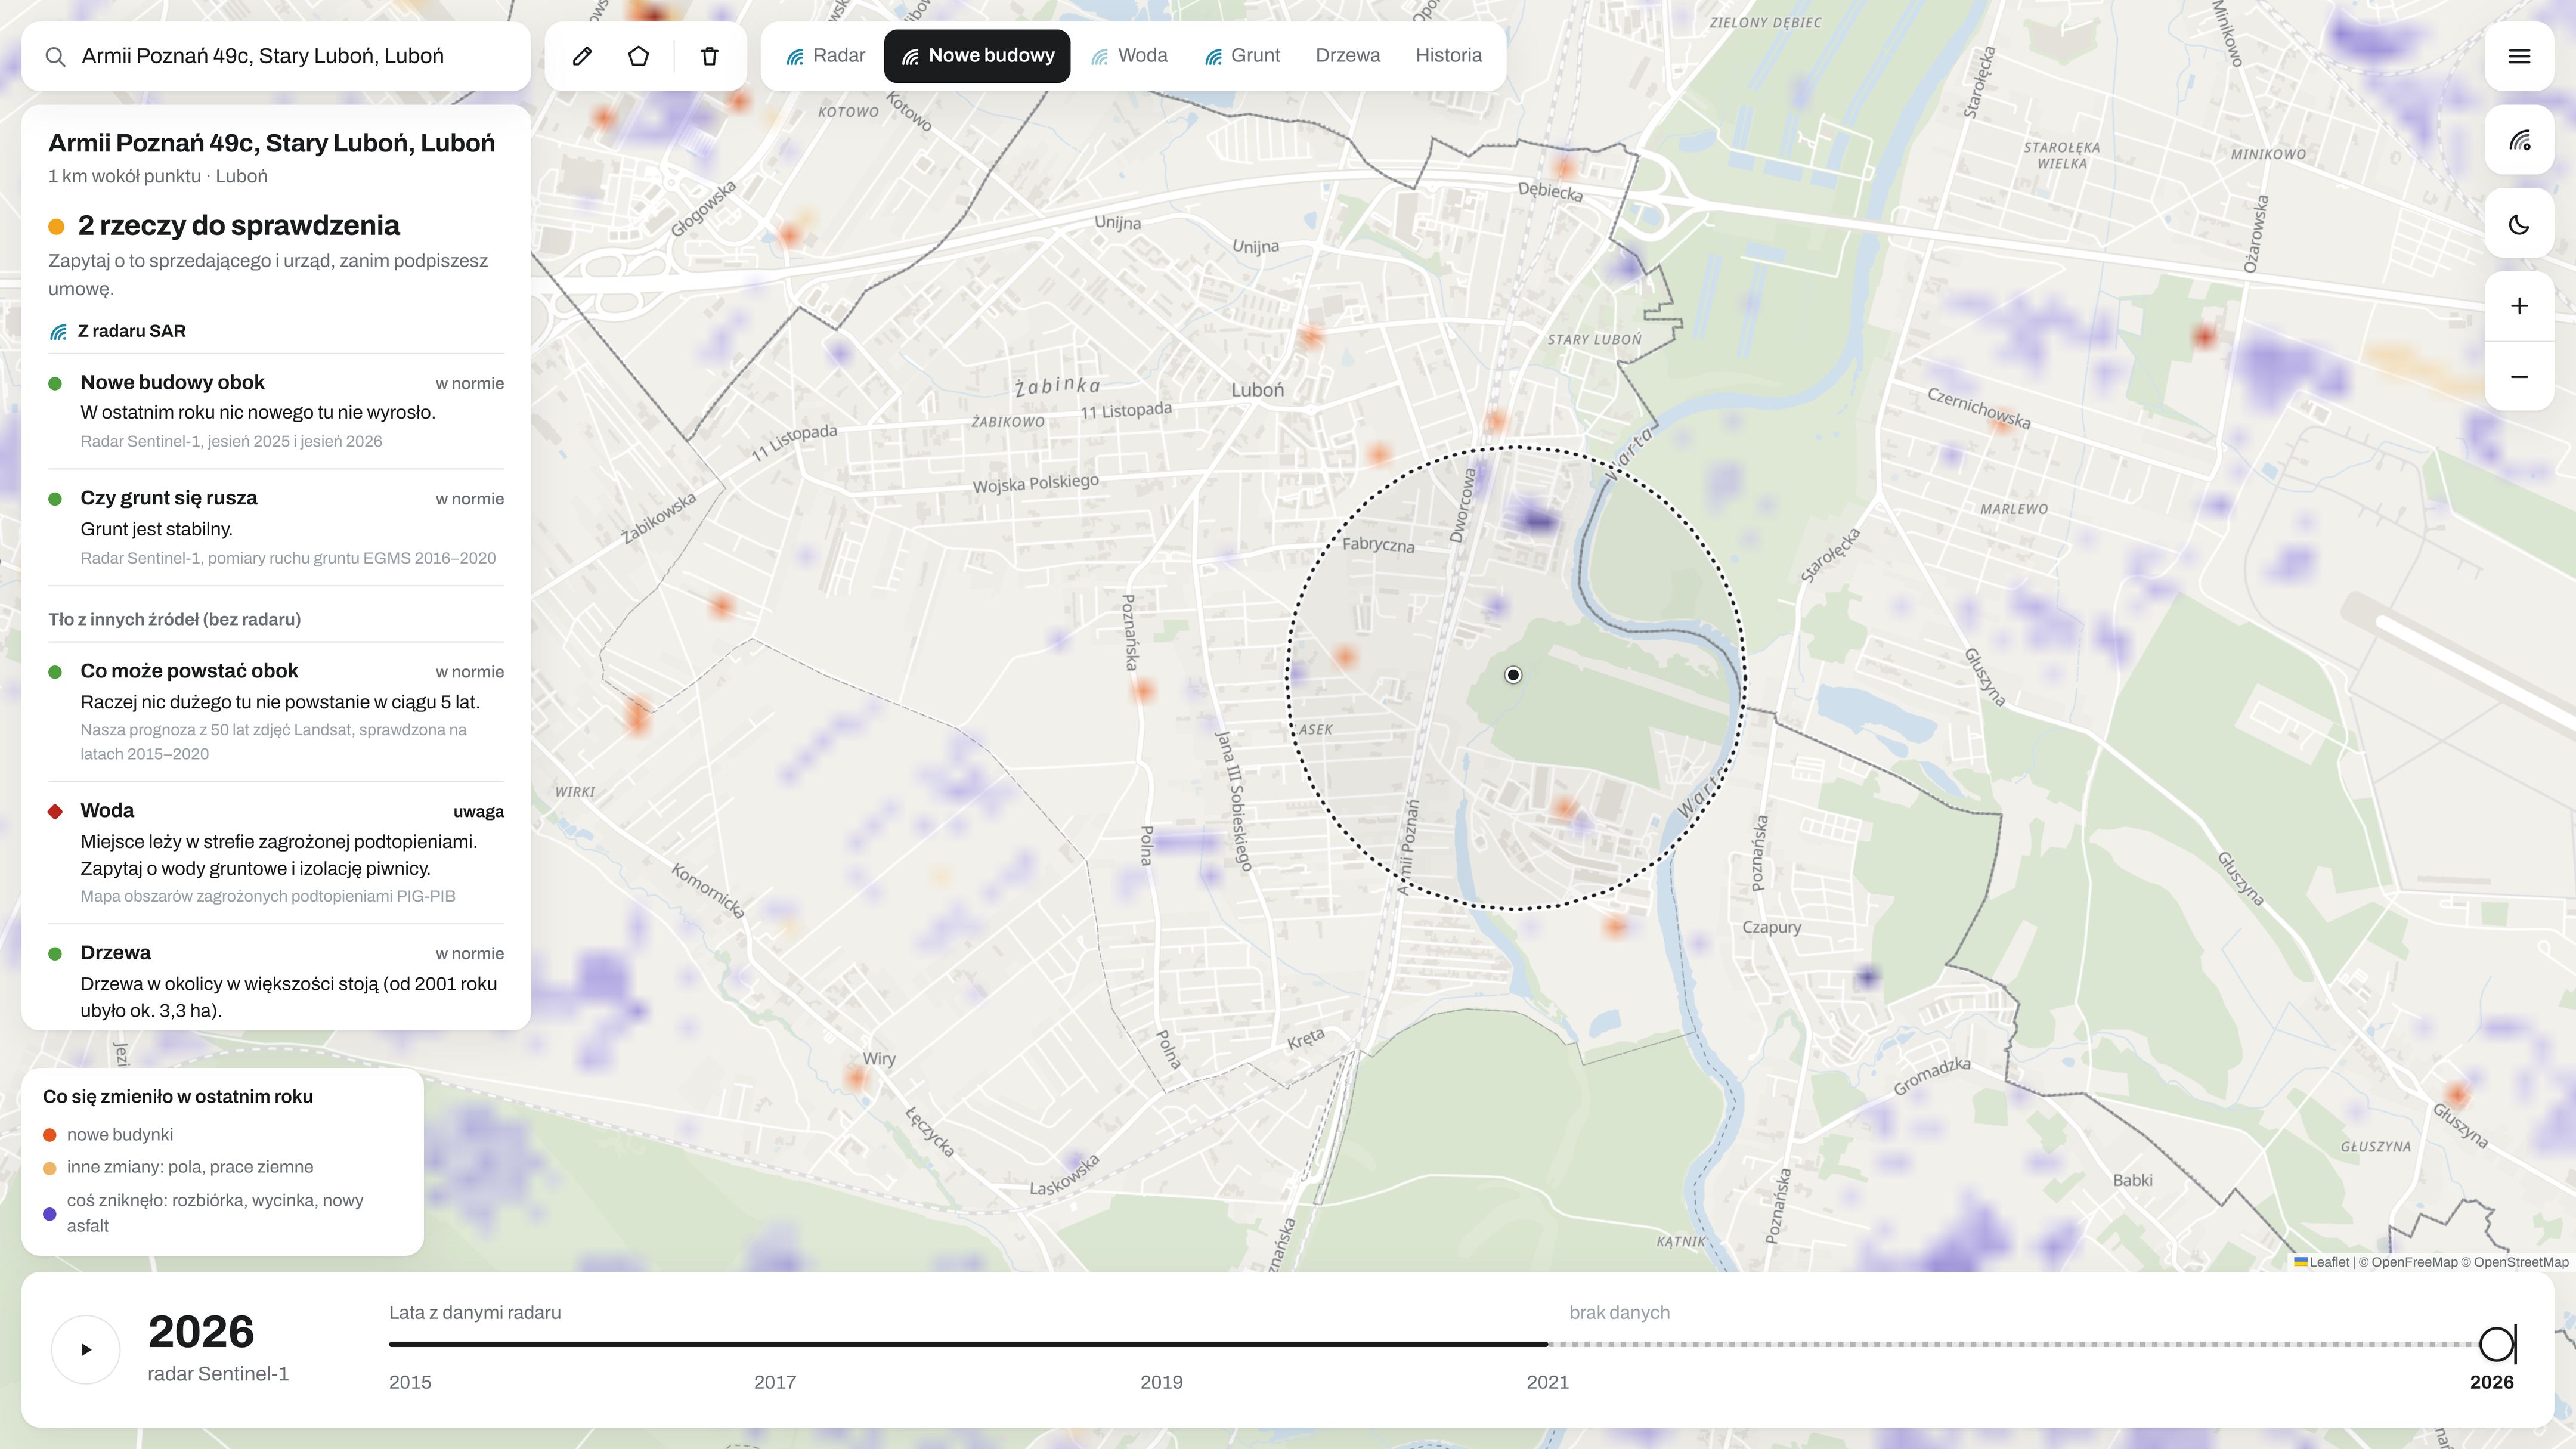 Armii Poznań 49c, Stary Luboń, Luboń
Radar
Nowe budowy
Woda
Grunt
Drzewa
Historia
Armii Poznań 49c, Stary Luboń, Luboń
1 km wokół punktu · Luboń
2 rzeczy do sprawdzenia
Zapytaj o to sprzedającego i urząd, zanim podpiszesz
umowę.
Z radaru SAR
Nowe budowy obok
w normie
W ostatnim roku nic nowego tu nie wyrosło.
Radar Sentinel-1, jesień 2025 i jesień 2026
Czy grunt się rusza
w normie
Grunt jest stabilny.
Radar Sentinel-1, pomiary ruchu gruntu EGMS 2016–2020
Tło z innych źródeł (bez radaru)
Co może powstać obok
w normie
Raczej nic dużego tu nie powstanie w ciągu 5 lat.
Nasza prognoza z 50 lat zdjęć Landsat, sprawdzona na
latach 2015–2020
Woda
uwaga
Miejsce leży w strefie zagrożonej podtopieniami.
Zapytaj o wody gruntowe i izolację piwnicy.
Mapa obszarów zagrożonych podtopieniami PIG-PIB
Drzewa
w normie
Drzewa w okolicy w większości stoją (od 2001 roku
ubyło ok. 3,3 ha).
Co się zmieniło w ostatnim roku
nowe budynki
inne zmiany: pola, prace ziemne
coś zniknęło: rozbiórka, wycinka, nowy
asfalt
ZIELONY DĘBIEC
Minikowo
Starołęcka
KOTOWO
Kotowo
STAROŁĘKA
WIELKA
MINIKOWO
Głogowska
Dębiecka
Unijna
Unijna
Ożarowska
STARY LUBOŃ
Żabinka
Luboń
11 Listopada
ŻABIKOWO
11 Listopada
Czernichowska
Warta
Wojska Polskiego
Żabikowska
Dworcowa
Fabryczna
MARLEWO
Starołęcka
Poznańska
Głuszyna
LASEK
Jana III Sobieskiego
WIRKI
Warta
Armii Poznań
Polna
Poznańska
Komornicka
Głuszyna
Czapury
Jezi
Polna
Kręta
Wiry
Gromadzka
Łęczycka
Głuszyna
GŁUSZYNA
Laskowska
Babki
Poznańska
znańska
KĄTNIK
Leaflet | © OpenFreeMap © OpenStreetMap
2026
radar Sentinel-1
Lata z danymi radaru
brak danych
2015
2017
2019
2021
2026